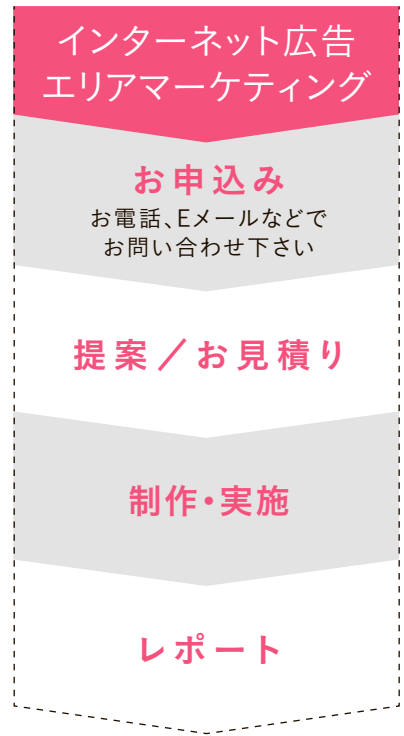 インターネット広告
エリアマーケティング
お申込み
お電話、Eメールなどで
お問い合わせ下さい
提案／お見積り
制作・実施
レポート